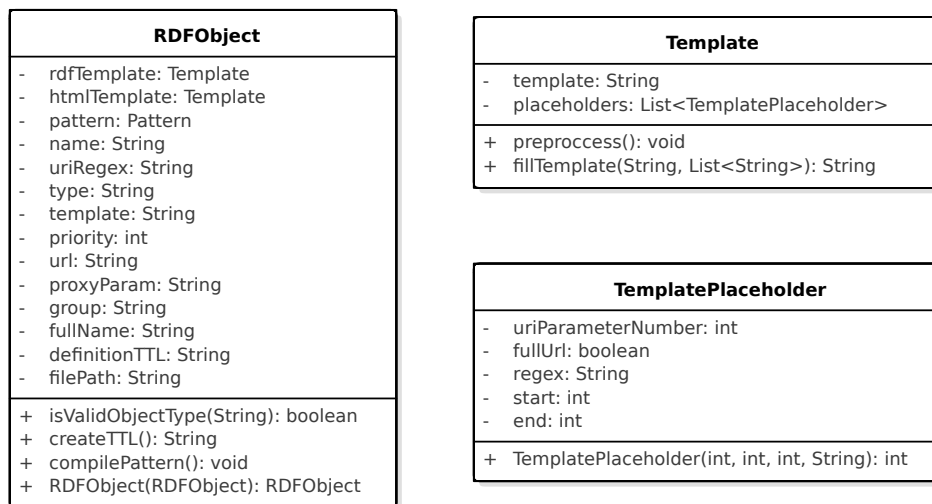 RDFObject
- rdfTemplate: Template
- htmlTemplate: Template
- pattern: Pattern
- name: String
- uriRegex: String
- type: String
- template: String
- priority: int
- url: String
- proxyParam: String
- group: String
- fullName: String
- definitionTTL: String
- filePath: String
+ isValidObjectType(String): boolean
+ createTTL(): String
+ compilePattern(): void
+ RDFObject(RDFObject): RDFObject
Template
- template: String
- placeholders: List<TemplatePlaceholder>
+ preproccess(): void
+ fillTemplate(String, List<String>): String
TemplatePlaceholder
- uriParameterNumber: int
- fullUrl: boolean
- regex: String
- start: int
- end: int
+ TemplatePlaceholder(int, int, int, String): int